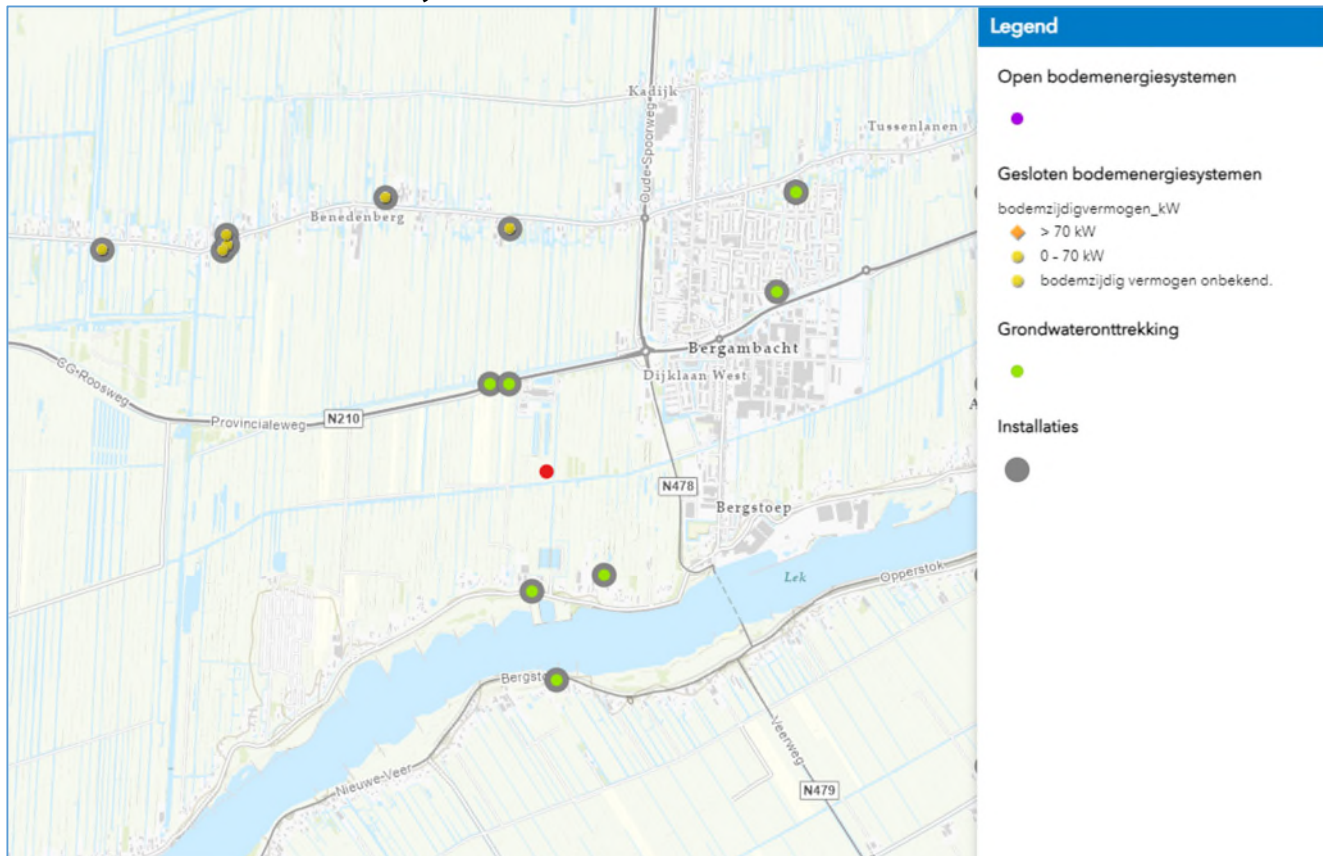 Kadijk
Tussenlanen
Oude-Spoorweg
Benedenberg
Bergambacht
Dijklaan West
CG-Roosweg
Provincialeweg
N210
N478
Bergstoep
Lek
Opperstok
Nieuwe-Veer
Veerweg
N479
Legend
Open bodemenergiesystemen
Gesloten bodemenergiesystemen
bodemzijdigvermogen_kW
> 70 kW
0 - 70 kW
bodemzijdig vermogen onbekend.
Grondwateronttrekking
Installaties